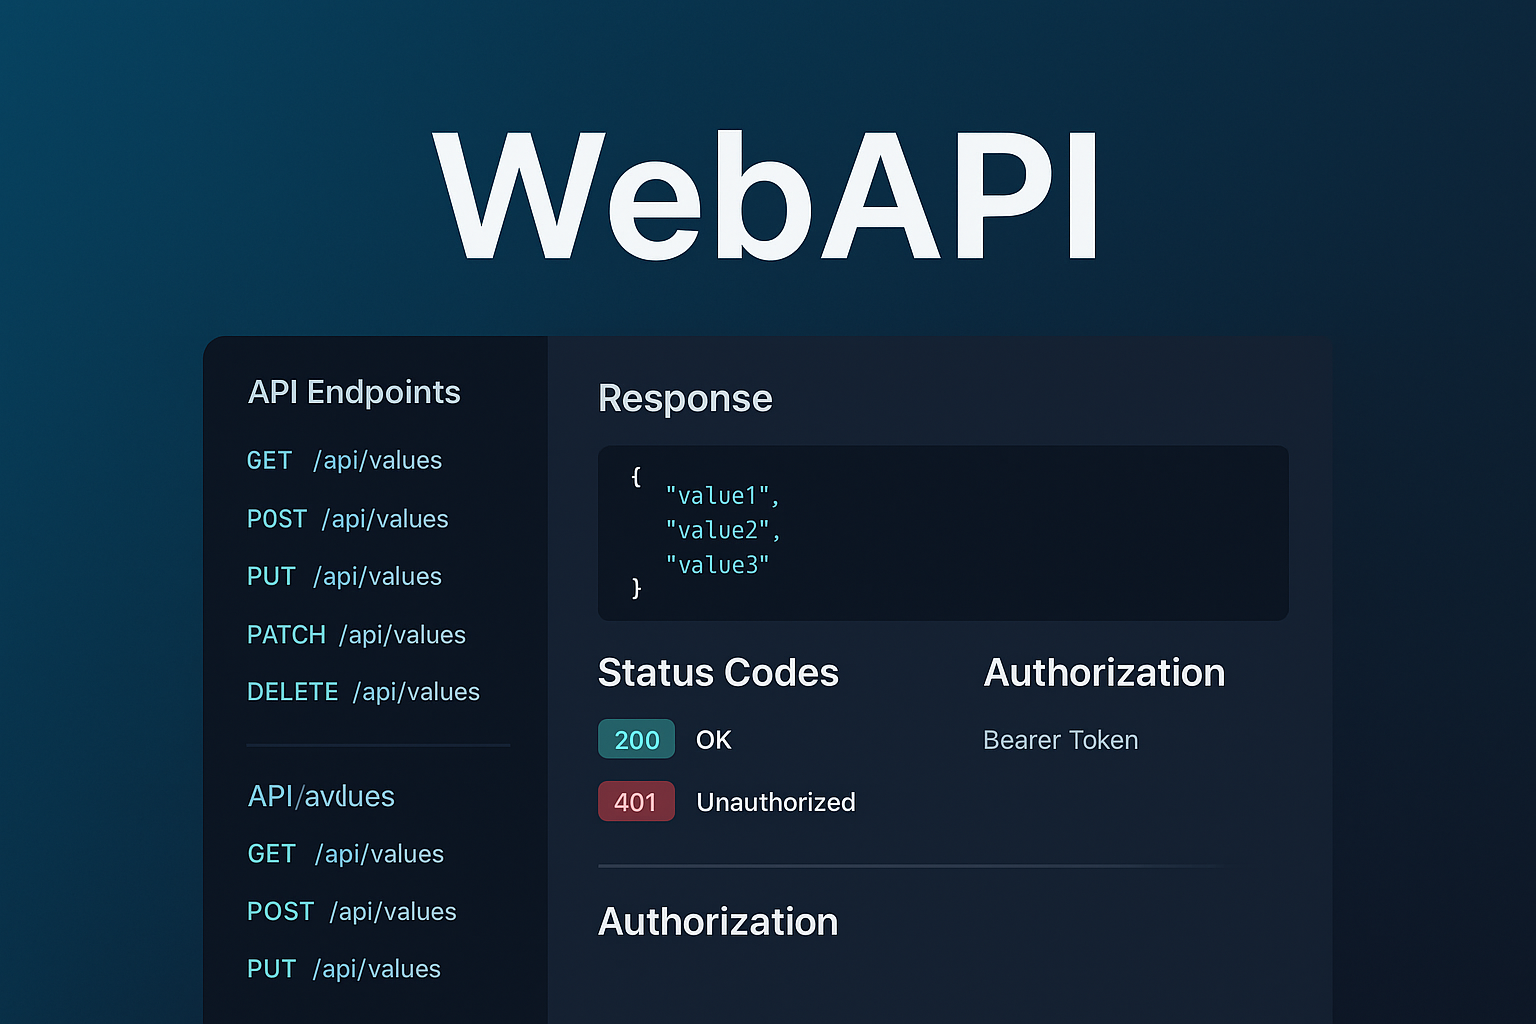 WebAPI
API Endpoints
GET /api/values
POST /api/values
PUT /api/values
PATCH /api/values
DELETE /api/values
API/avdues
GET /api/values
POST /api/values
PUT /api/values
Response
{
"value1",
"value2",
"value3"
}
Status Codes
200 OK
401 Unauthorized
Authorization
Bearer Token
Authorization